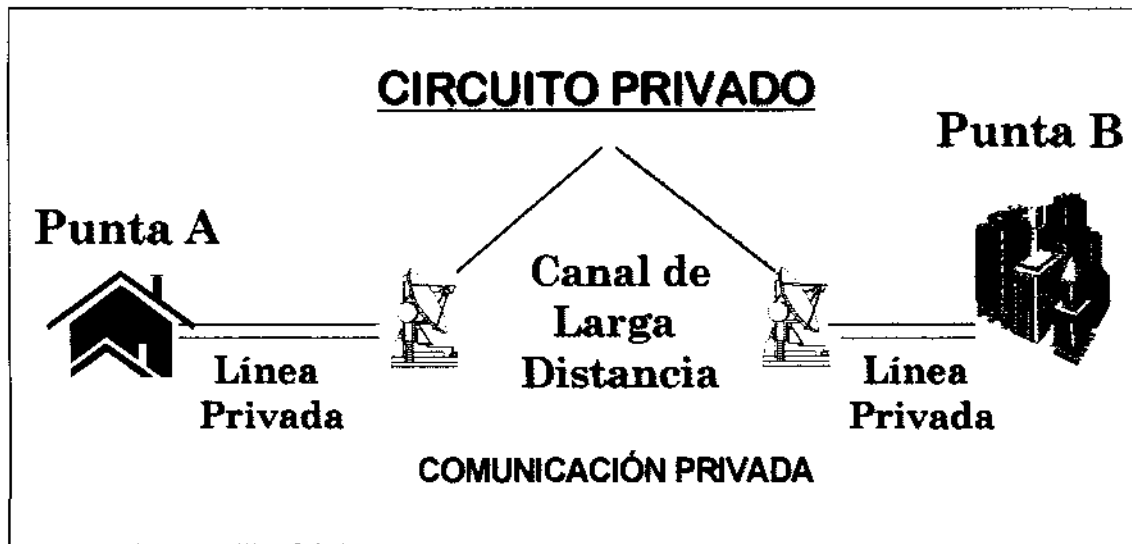 CIRCUITO PRIVADO
Punta B
Punta A
Canal de
Larga
Distancia
Línea
Privada
Línea
Privada
COMUNICACIÓN PRIVADA